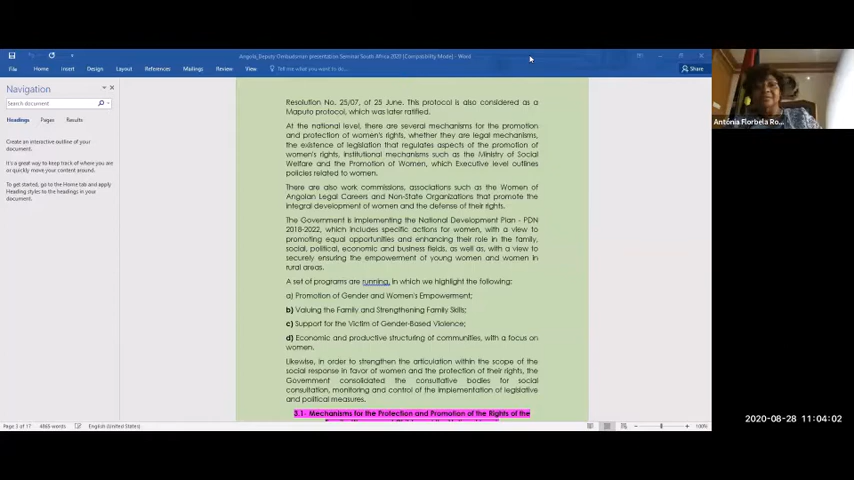 Angola_Deputy Ombudsman presentation Seminar South Africa 2020 [Compatibility Mode] - Word
File Home Insert Design Layout References Mailings Review View Tell me what you want to do... Share
Navigation
Search document
Headings Pages Results
Create an interactive outline of your
document.
It's a great way to keep track of where you are
or quickly move your content around.
To get started, go to the Home tab and apply
Heading styles to the headings in your
document.
Resolution No. 25/07, of 25 June. This protocol is also considered as a
Maputo protocol, which was later ratified.
At the national level, there are several mechanisms for the promotion
and protection of women's rights, whether they are legal mechanisms,
the existence of legislation that regulates aspects of the promotion of
women's rights, institutional mechanisms such as the Ministry of Social
Welfare and the Promotion of Women, which Executive level outlines
policies related to women.
There are also work commissions, associations such as the Women of
Angolan Legal Careers and Non-State Organizations that promote the
integral development of women and the defense of their rights.
The Government is implementing the National Development Plan - PDN
2018-2022, which includes specific actions for women, with a view to
promoting equal opportunities and enhancing their role in the family,
social, political, economic and business fields, as well as, with a view to
securely ensuring the empowerment of young women and women in
rural areas.
A set of programs are running, in which we highlight the following:
a) Promotion of Gender and Women's Empowerment;
b) Valuing the Family and Strengthening Family Skills;
c) Support for the Victim of Gender-Based Violence;
d) Economic and productive structuring of communities, with a focus on
women.
Likewise, in order to strengthen the articulation within the scope of the
social response in favor of women and the protection of their rights, the
Government consolidated the consultative bodies for social
consultation, monitoring and control of the implementation of legislative
and political measures.
3.1- Mechanisms for the Protection and Promotion of the Rights of the
Page 3 of 17 4865 words English (United States) 100%
Antónia Florbela Ro...
2020-08-28 11:04:02